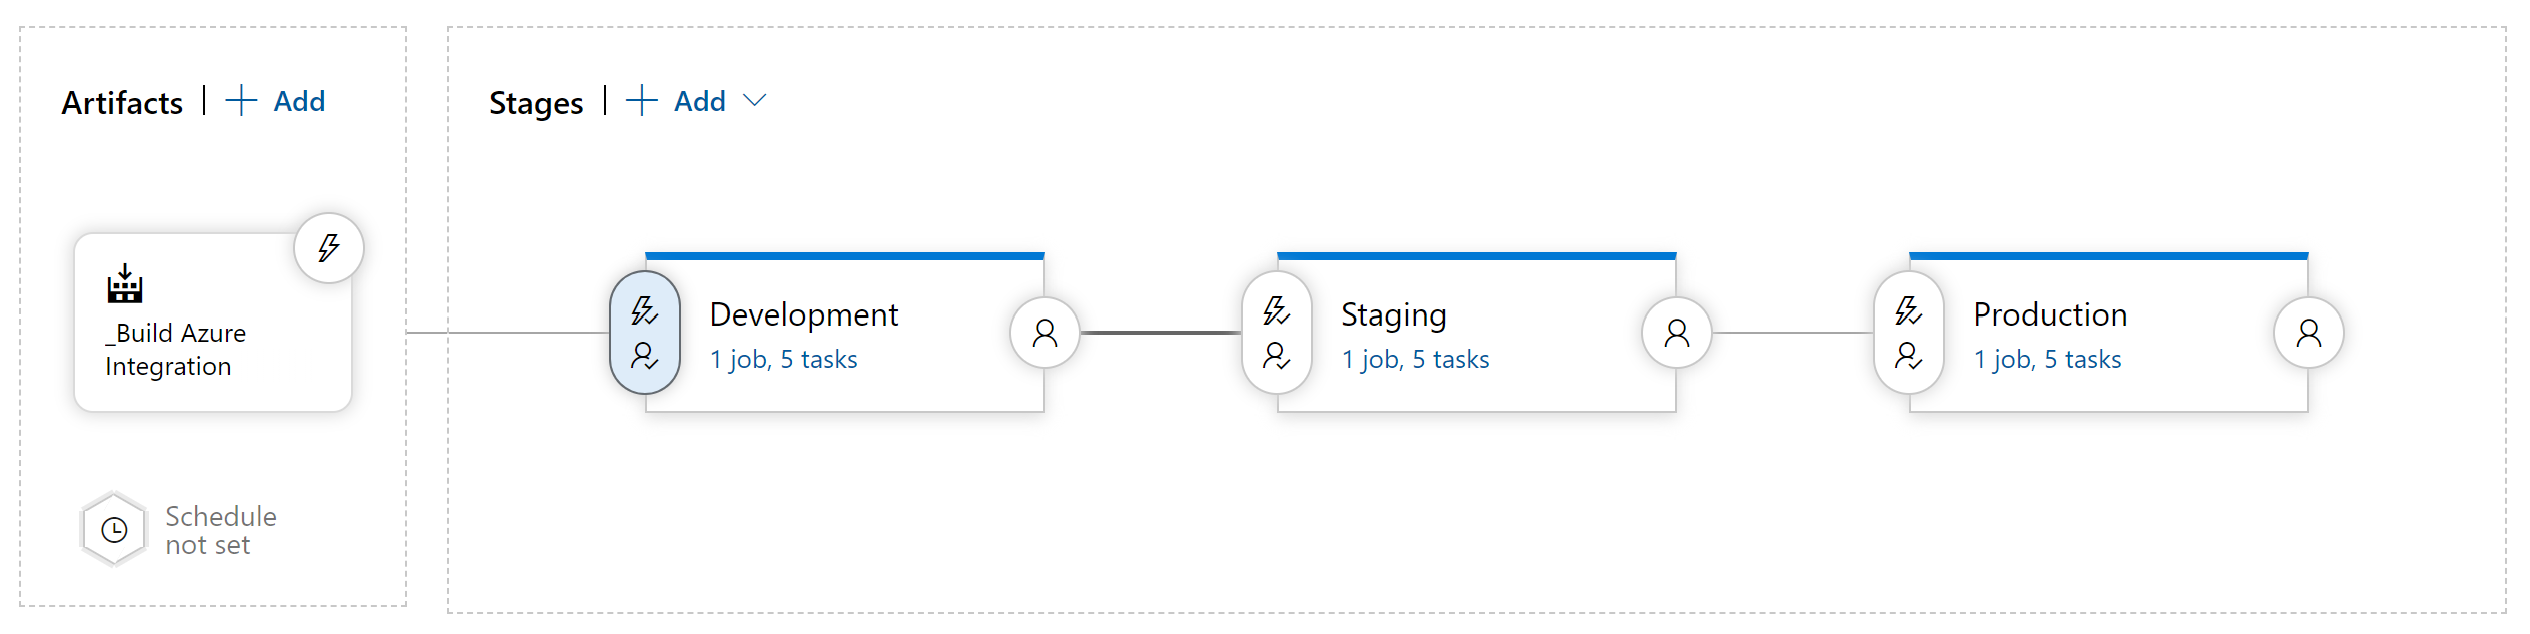 Artifacts | + Add
_Build Azure
Integration
Schedule
not set
Stages | + Add
Development
1 job, 5 tasks
Staging
1 job, 5 tasks
Production
1 job, 5 tasks